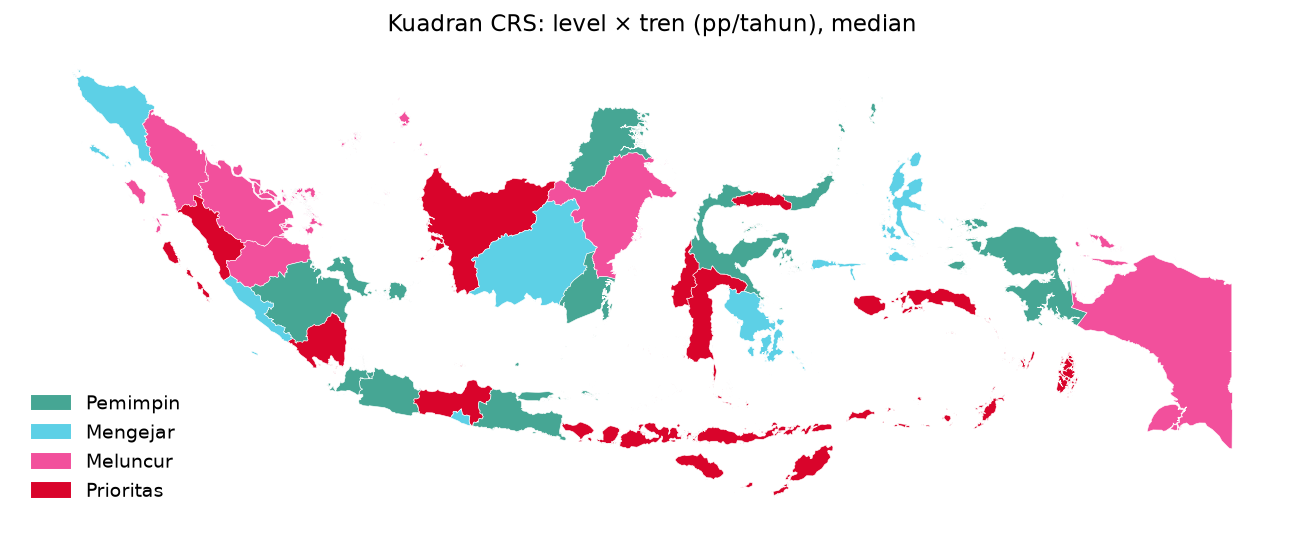 Kuadran CRS: level × tren (pp/tahun), median
Pemimpin
Mengejar
Meluncur
Prioritas